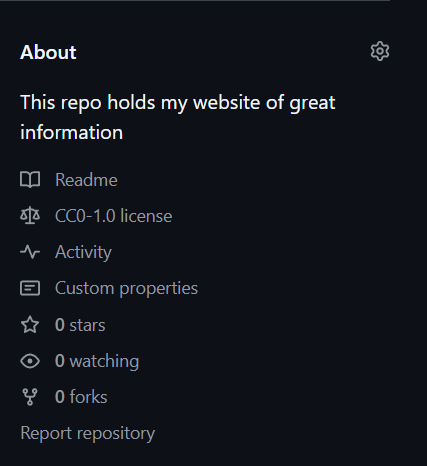 About
This repo holds my website of great
information
Readme
CC0-1.0 license
Activity
Custom properties
0 stars
0 watching
0 forks
Report repository